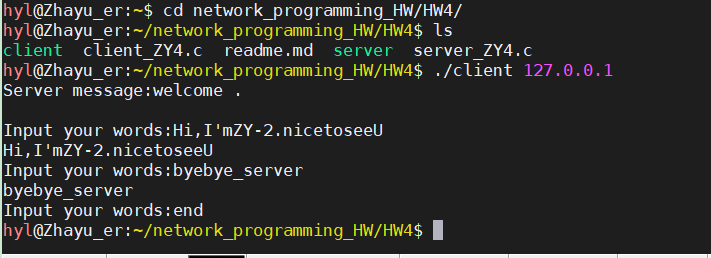 hyl@Zhayu_er:~$ cd network_programming_HW/HW4/
hyl@Zhayu_er:~/network_programming_HW/HW4$ ls
client  client_ZY4.c  readme.md  server  server_ZY4.c
hyl@Zhayu_er:~/network_programming_HW/HW4$ ./client 127.0.0.1
Server message:welcome .
Input your words:Hi,I'mZY-2.nicetoseeU
Hi,I'mZY-2.nicetoseeU
Input your words:byebye_server
byebye_server
Input your words:end
hyl@Zhayu_er:~/network_programming_HW/HW4$